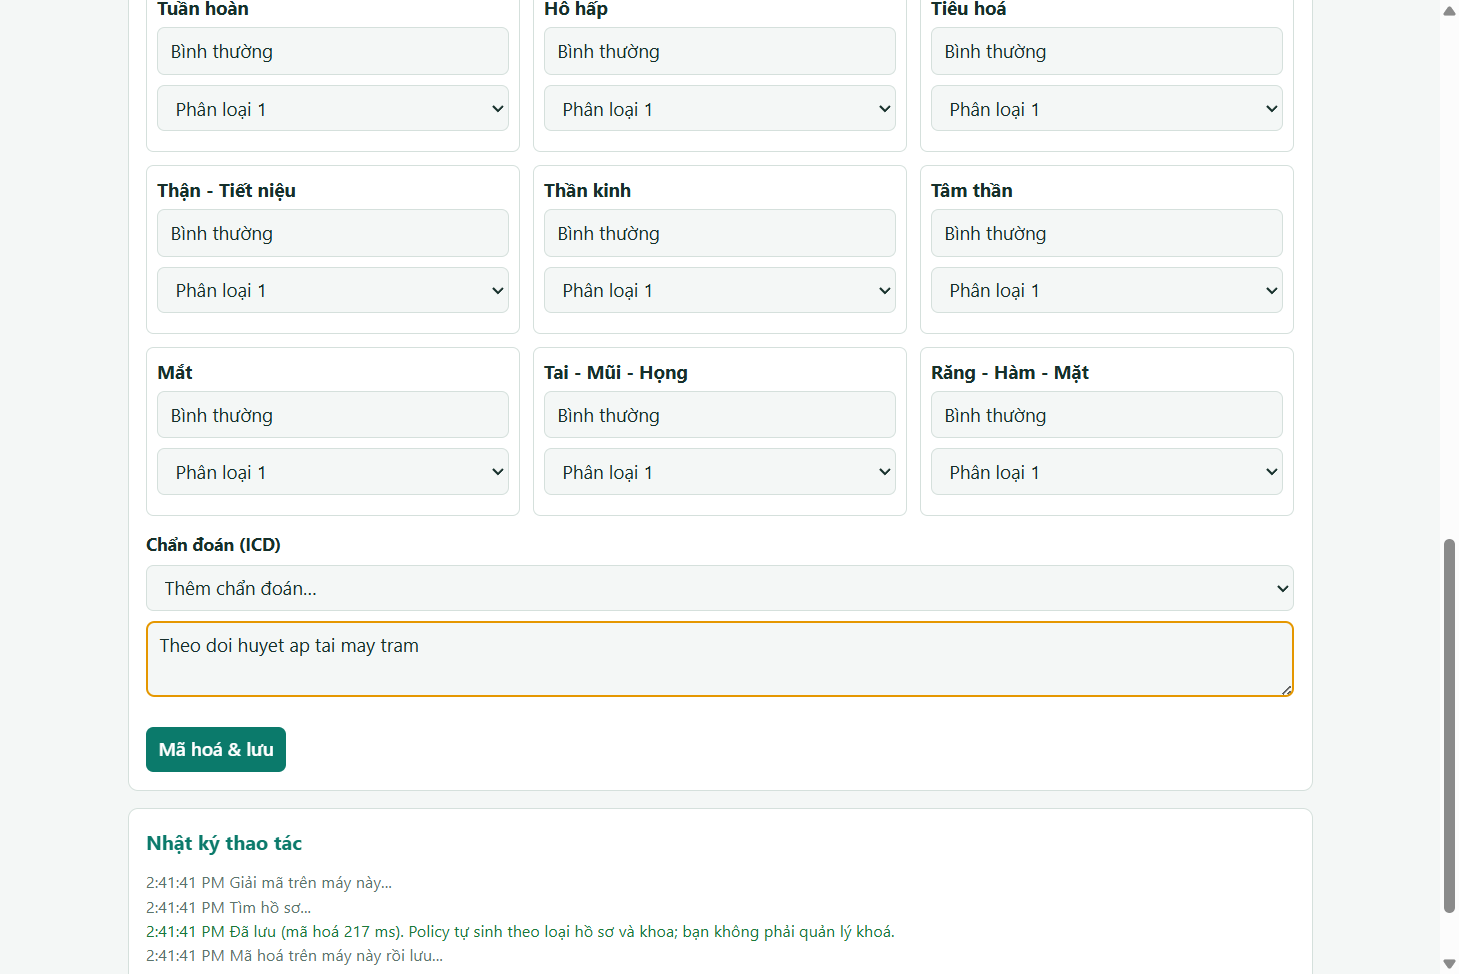 Tuần hoàn Hô hấp Tiêu hoá
Bình thường Bình thường Bình thường
Phân loại 1 Phân loại 1 Phân loại 1
Thận - Tiết niệu Thần kinh Tâm thần
Bình thường Bình thường Bình thường
Phân loại 1 Phân loại 1 Phân loại 1
Mắt Tai - Mũi - Họng Răng - Hàm - Mặt
Bình thường Bình thường Bình thường
Phân loại 1 Phân loại 1 Phân loại 1
Chẩn đoán (ICD)
Thêm chẩn đoán...
Theo doi huyet ap tai may tram
Mã hoá & lưu
Nhật ký thao tác
2:41:41 PM Giải mã trên máy này...
2:41:41 PM Tìm hồ sơ...
2:41:41 PM Đã lưu (mã hoá 217 ms). Policy tự sinh theo loại hồ sơ và khoa; bạn không phải quản lý khoá.
2:41:41 PM Mã hoá trên máy này rồi lưu...